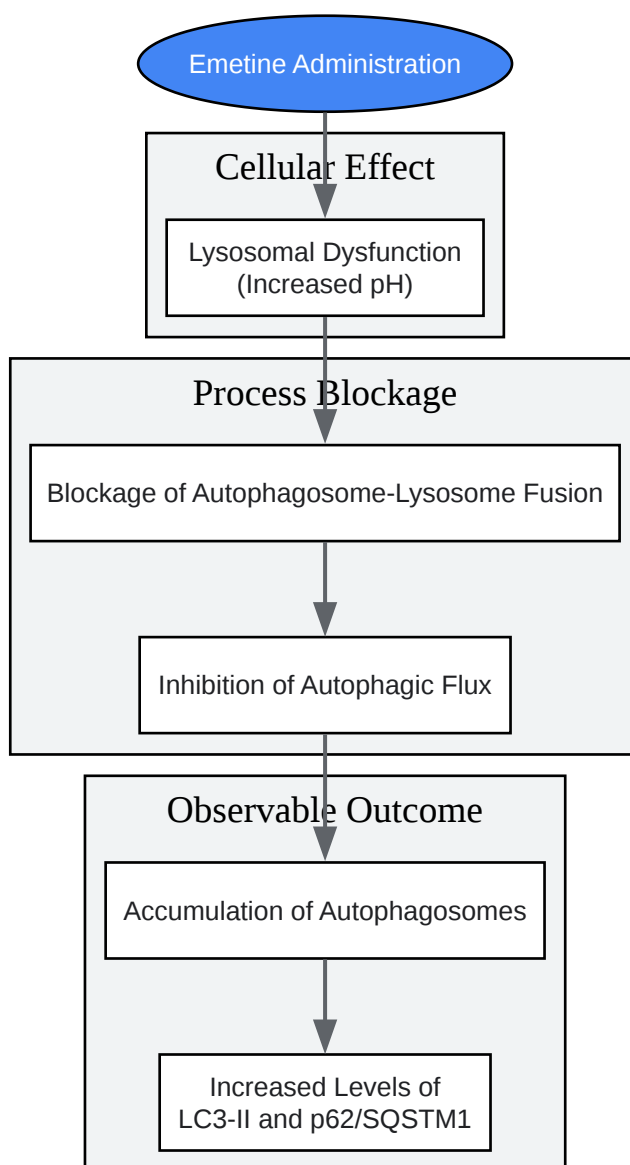 Emetine Administration
Cellular Effect
Lysosomal Dysfunction
(Increased pH)
Process Blockage
Blockage of Autophagosome-Lysosome Fusion
Inhibition of Autophagic Flux
Observable Outcome
Accumulation of Autophagosomes
Increased Levels of
LC3-II and p62/SQSTM1